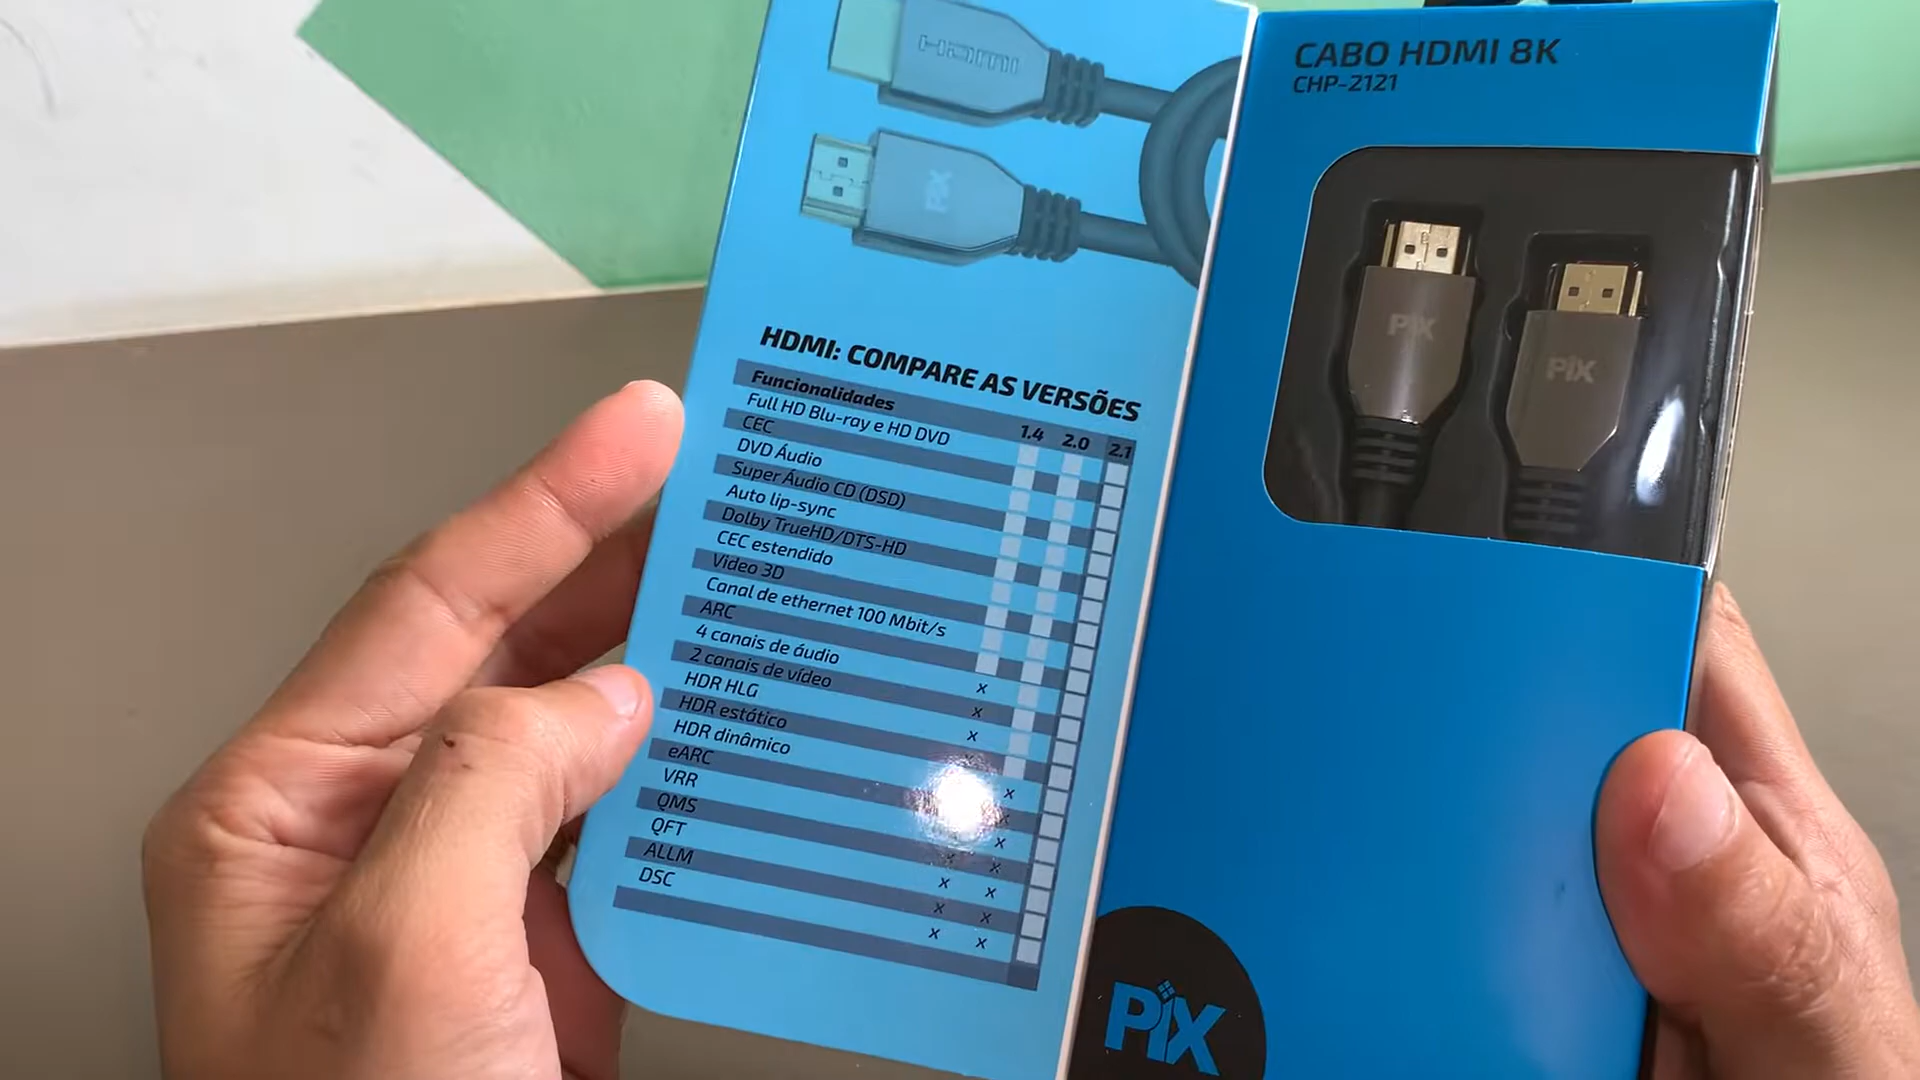 HDMI
PIX
HDMI: COMPARE AS VERSÕES
Funcionalidades 1.4 2.0 2.1
Full HD Blu-ray e HD DVD
CEC
DVD Áudio
Super Áudio CD (DSD)
Auto lip-sync
Dolby TrueHD/DTS-HD
CEC estendido
Vídeo 3D
Canal de ethernet 100 Mbit/s
ARC
4 canais de áudio x
2 canais de vídeo x
HDR HLG x
HDR estático
HDR dinâmico x
eARC x
VRR x
QMS x x
QFT x x
ALLM x x
DSC x x
CABO HDMI 8K
CHP-2121
PIX
PIX
PIX